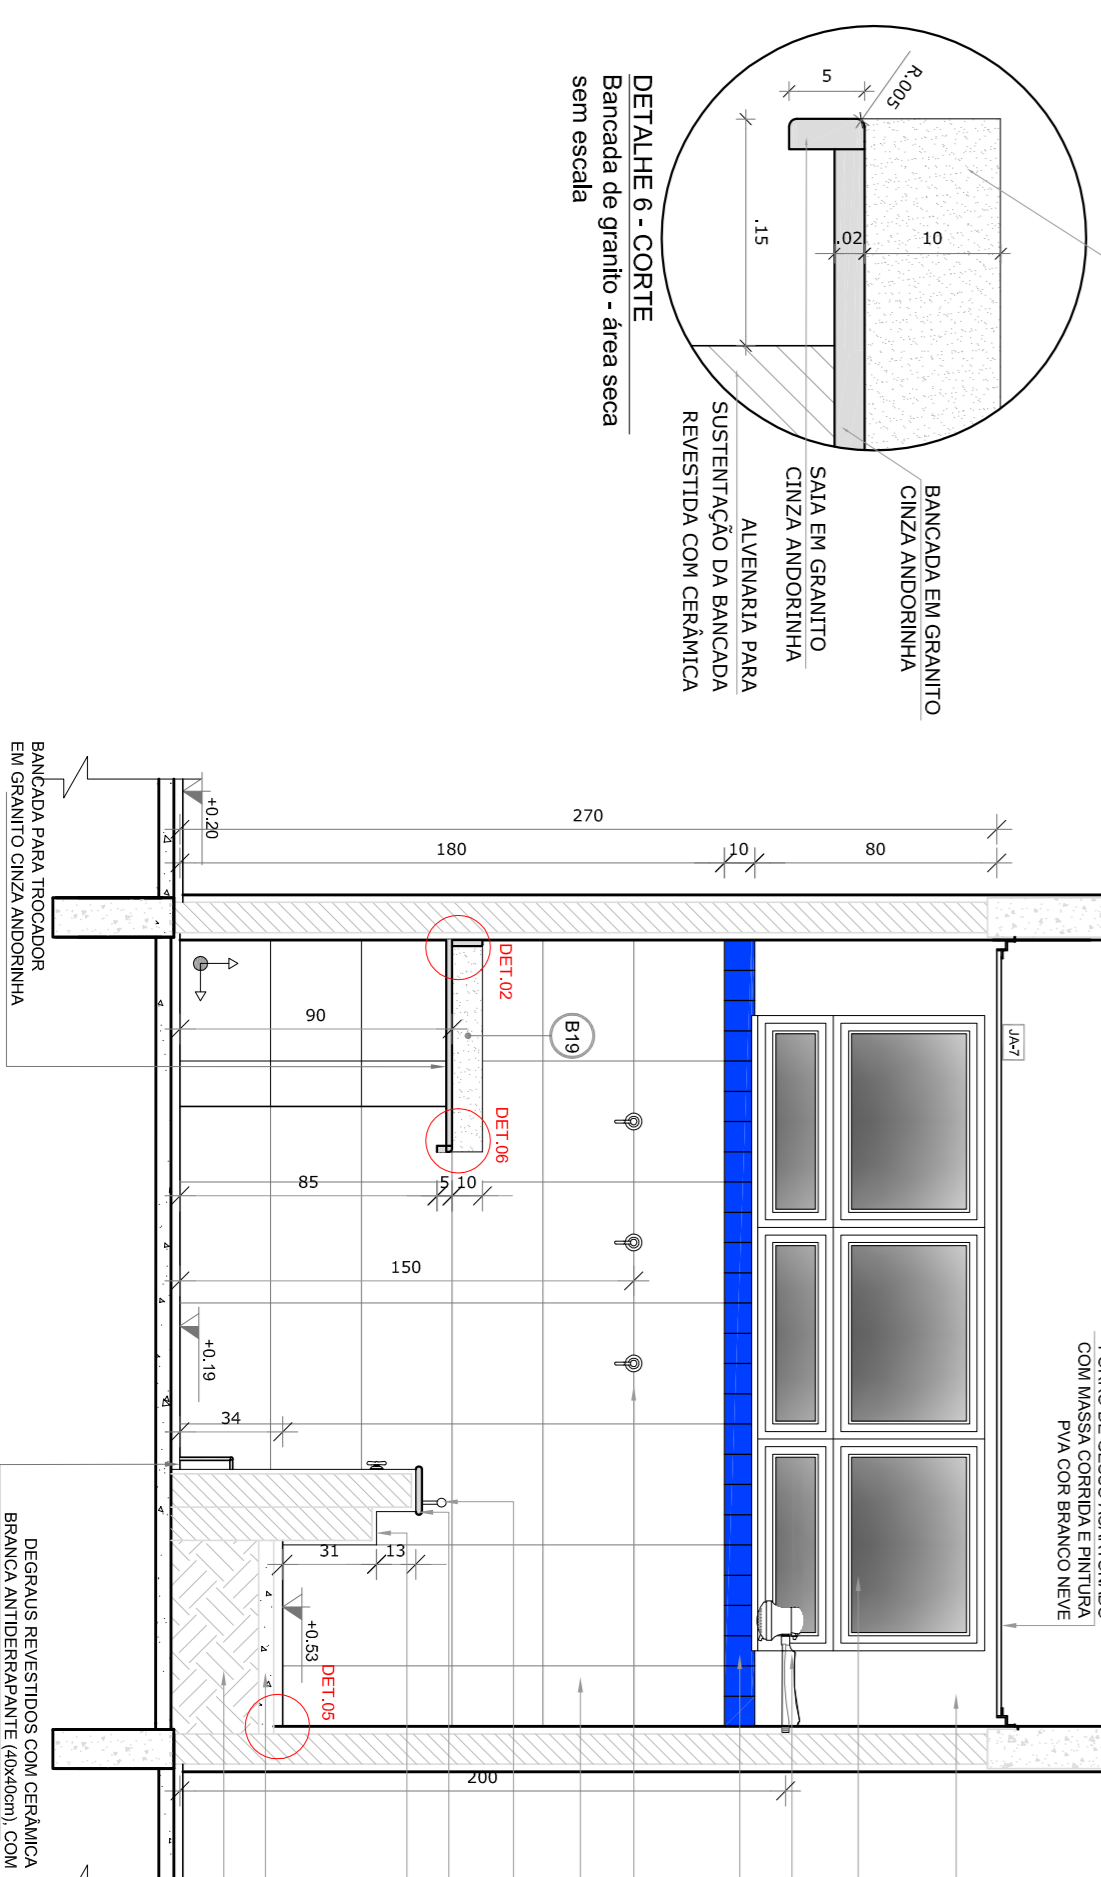 R.005
5
.15
.02
10
BANCADA EM GRANITO
CINZA ANDORINHA
SAIA EM GRANITO
CINZA ANDORINHA
ALVENARIA PARA
SUSTENTAÇÃO DA BANCADA
REVESTIDA COM CERÂMICA
DETALHE 6 - CORTE
Bancada de granito - área seca
sem escala
270
180
10
80
+0.20
JA-7
DET.02
B19
90
DET.06
85
5
10
150
+0.19
34
31
13
+0.53
DET.05
200
COM MASSA CORRIDA E PINTURA
PVA COR BRANCO NEVE
BANCADA PARA TROCADOR
EM GRANITO CINZA ANDORINHA
DEGRAUS REVESTIDOS COM CERÂMICA
BRANCA ANTIDERRAPANTE (40x40cm), COM